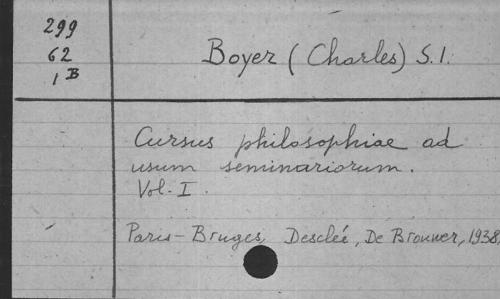 299
62
1 B
Boyer (Charles) S.I.
Cursus philosophiae ad
usum seminariorum.
Vol. I.
Paris-Bruges, Desclée, De Brouwer, 1938,